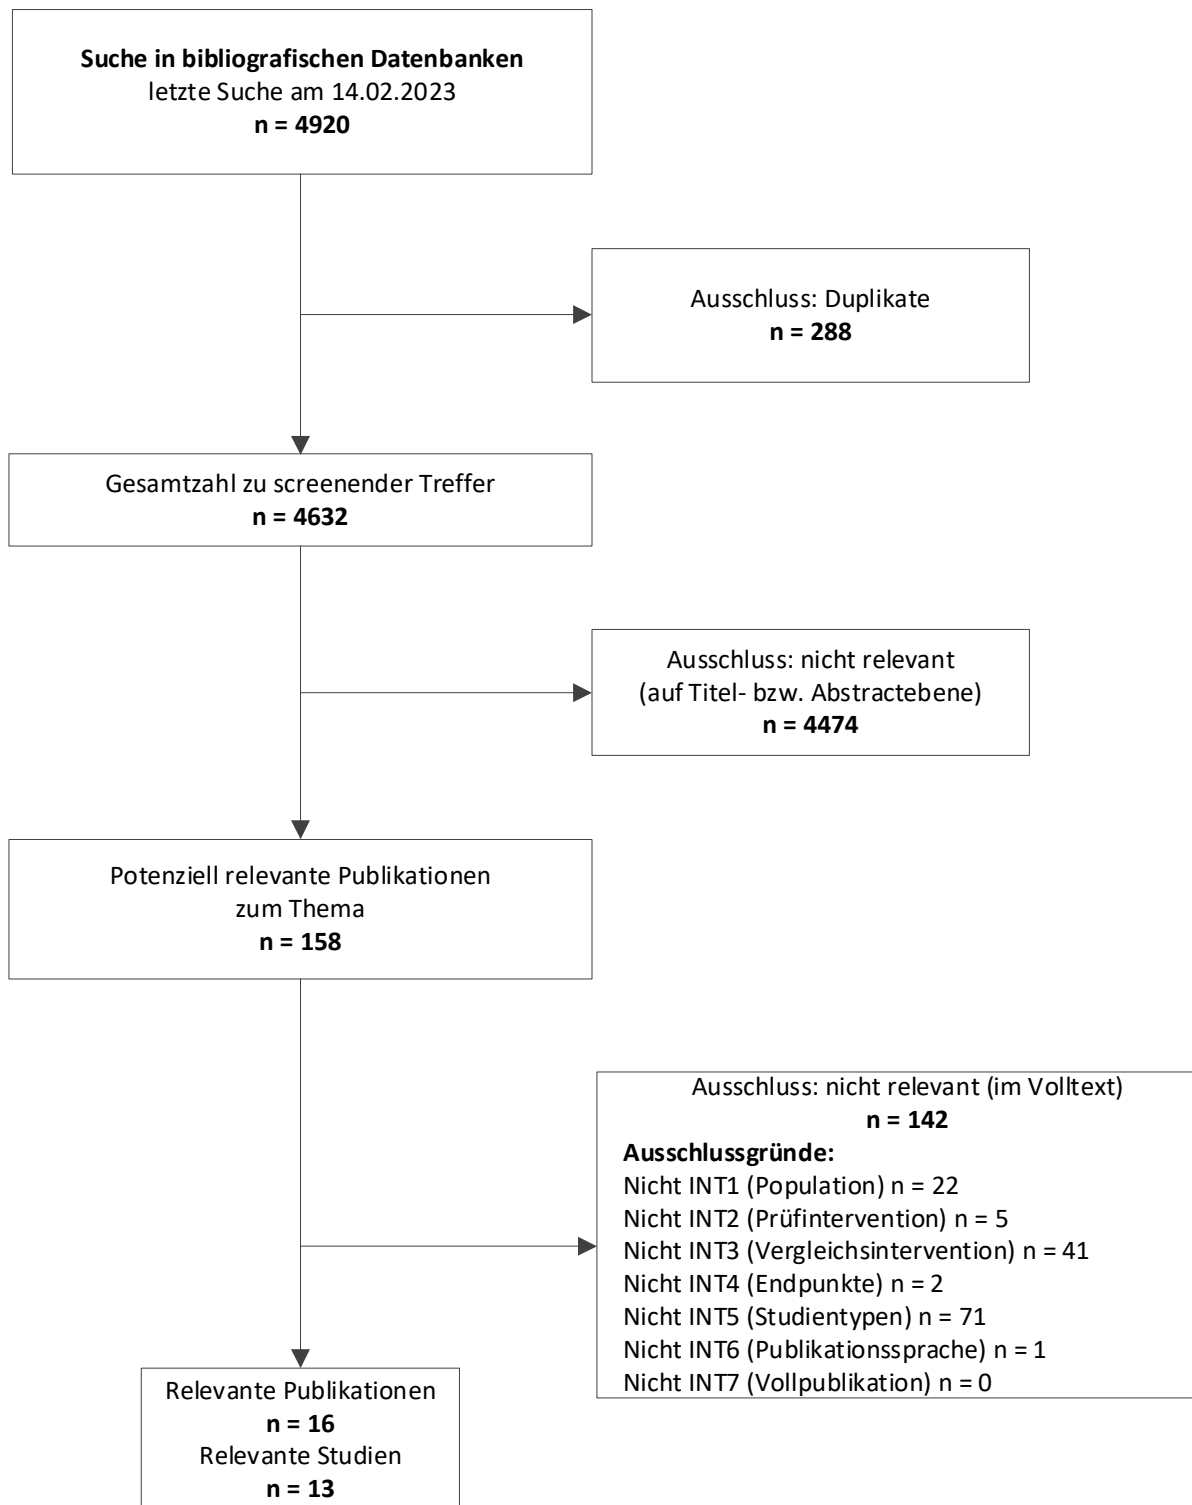 Suche in bibliografischen Datenbanken
letzte Suche am 14.02.2023
n = 4920
Ausschluss: Duplikate
n = 288
Gesamtzahl zu screenender Treffer
n = 4632
Ausschluss: nicht relevant
(auf Titel- bzw. Abstractebene)
n = 4474
Potenziell relevante Publikationen
zum Thema
n = 158
Ausschluss: nicht relevant (im Volltext)
n = 142
Ausschlussgründe:
Nicht INT1 (Population) n = 22
Nicht INT2 (Prüfintervention) n = 5
Nicht INT3 (Vergleichsintervention) n = 41
Nicht INT4 (Endpunkte) n = 2
Nicht INT5 (Studientypen) n = 71
Nicht INT6 (Publikationssprache) n = 1
Nicht INT7 (Vollpublikation) n = 0
Relevante Publikationen
n = 16
Relevante Studien
n = 13